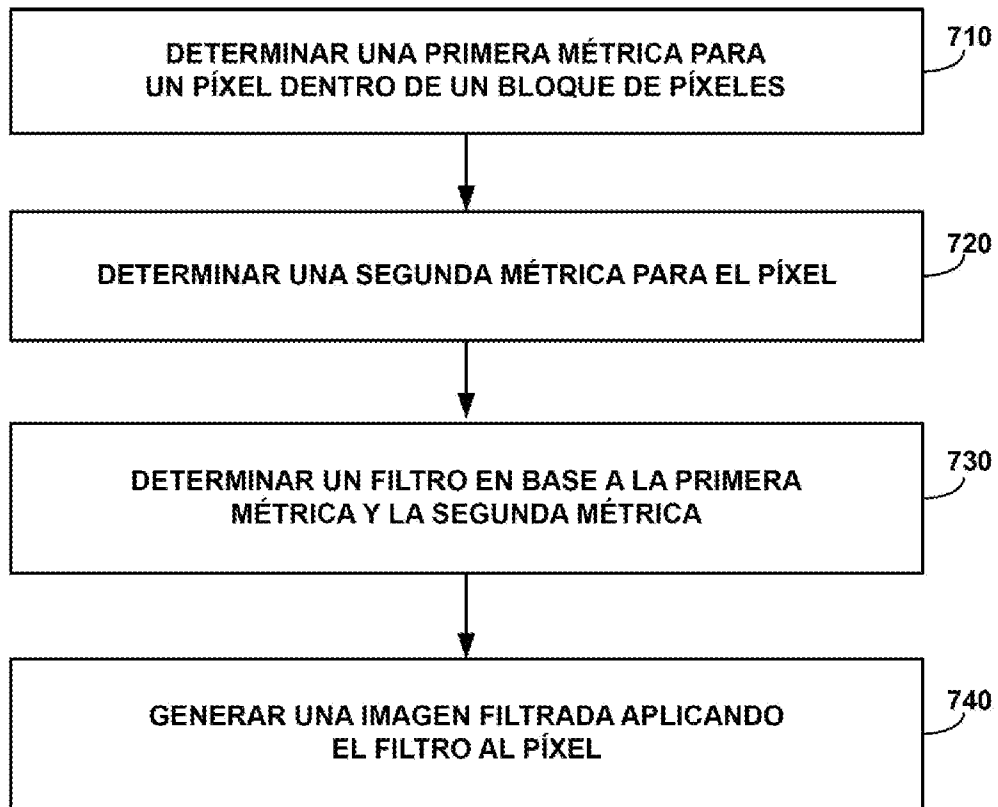 DETERMINAR UNA PRIMERA MÉTRICA PARA
UN PÍXEL DENTRO DE UN BLOQUE DE PÍXELES
710
DETERMINAR UNA SEGUNDA MÉTRICA PARA EL PÍXEL
720
DETERMINAR UN FILTRO EN BASE A LA PRIMERA
MÉTRICA Y LA SEGUNDA MÉTRICA
730
GENERAR UNA IMAGEN FILTRADA APLICANDO
EL FILTRO AL PÍXEL
740